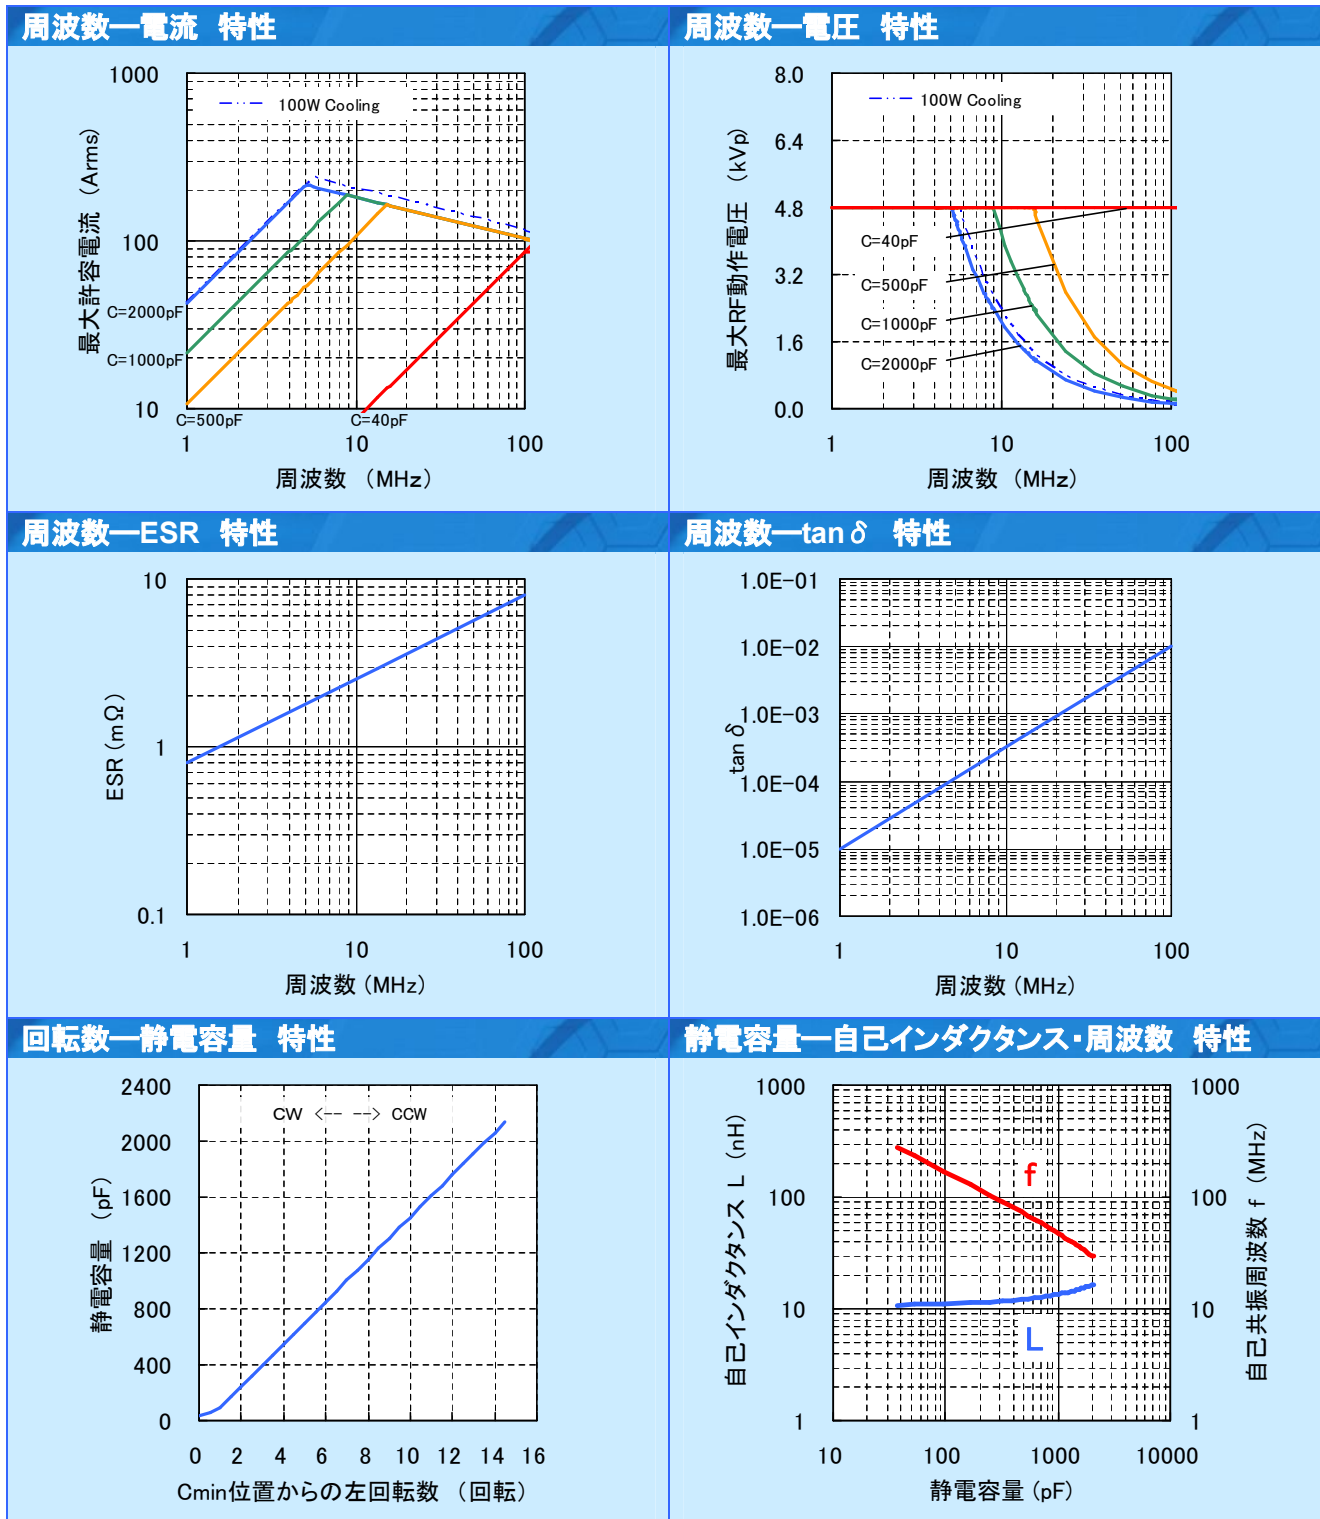 周波数―電流 特性
1000
100
10
最大許容電流 (Arms)
100W Cooling
C=2000pF
C=1000pF
C=500pF
C=40pF
1
10
100
周波数 (MHz)
周波数―電圧 特性
8.0
6.4
4.8
3.2
1.6
0.0
最大RF動作電圧 (kVp)
100W Cooling
C=40pF
C=500pF
C=1000pF
C=2000pF
1
10
100
周波数 (MHz)
周波数―ESR 特性
10
1
0.1
ESR (mΩ)
1
10
100
周波数 (MHz)
周波数―tanδ 特性
1.0E-01
1.0E-02
1.0E-03
1.0E-04
1.0E-05
1.0E-06
tanδ
1
10
100
周波数 (MHz)
回転数―静電容量 特性
2400
2000
1600
1200
800
400
0
静電容量 (pF)
CW <-- --> CCW
0 2 4 6 8 10 12 14 16
Cmin位置からの左回転数 (回転)
静電容量―自己インダクタンス・周波数 特性
1000
100
10
1
自己インダクタンス L (nH)
f
L
1000
100
10
1
自己共振周波数 f (MHz)
10
100
1000
10000
静電容量 (pF)